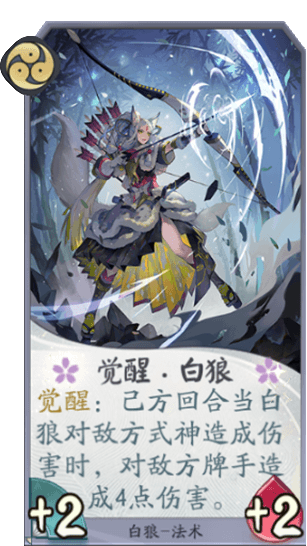 觉醒．白狼
觉醒：己方回合当白
狼对敌方式神造成伤
害时，对敌方牌手造
成4点伤害。
+2
+2
白狼-法术